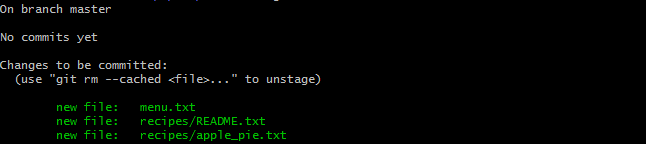 On branch master
No commits yet
Changes to be committed:
(use "git rm --cached <file>..." to unstage)
new file: menu.txt
new file: recipes/README.txt
new file: recipes/apple_pie.txt